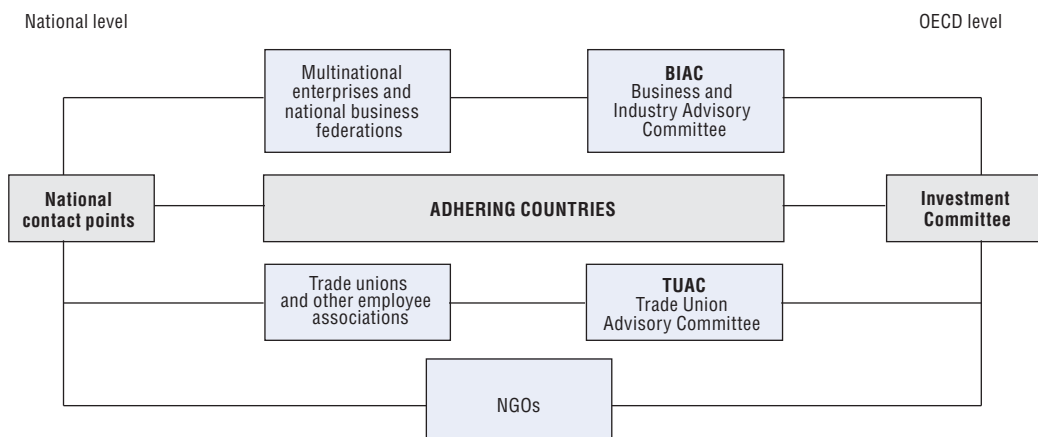 National level
OECD level
Multinational
enterprises and
national business
federations
BIAC
Business and
Industry Advisory
Committee
National
contact points
ADHERING COUNTRIES
Investment
Committee
Trade unions
and other employee
associations
TUAC
Trade Union
Advisory Committee
NGOs